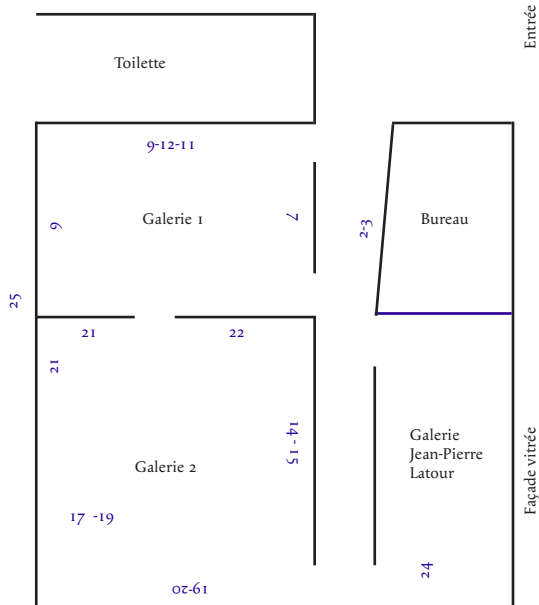 Entrée
Toilette
9-12-11
9
Galerie 1
7
2-3
Bureau
25
21
22
21
14 - 15
Galerie 2
Galerie
Jean-Pierre
Latour
Façade vitrée
17 -19
24
19-20